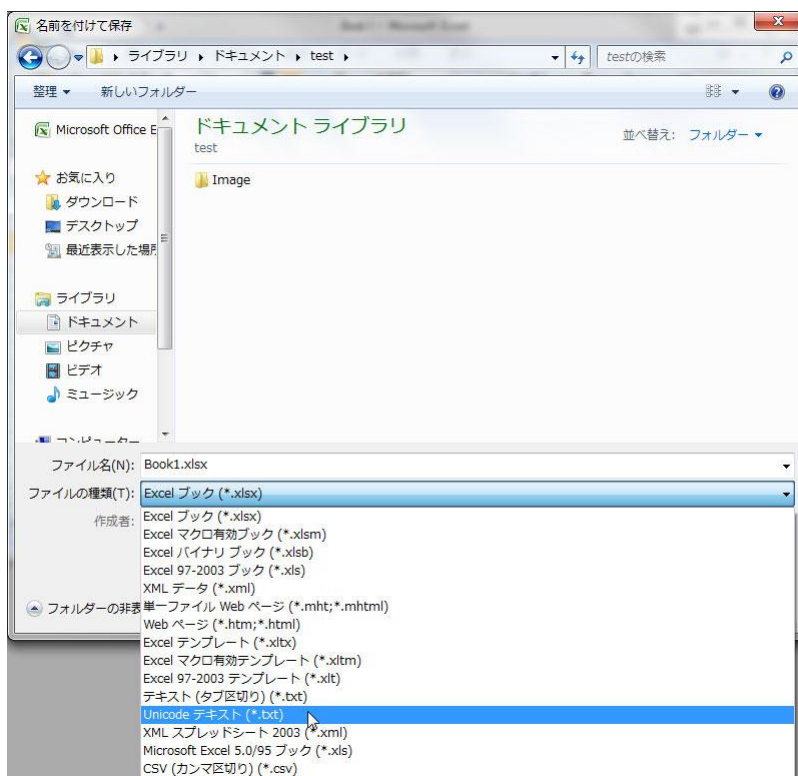 名前を付けて保存
Book1 - Microsoft Excel
ライブラリ ドキュメント test
testの検索
整理 新しいフォルダー
Microsoft Office E
ドキュメント ライブラリ
test
並べ替え: フォルダー
お気に入り
ダウンロード
デスクトップ
最近表示した場所
Image
ライブラリ
ドキュメント
ピクチャ
ビデオ
ミュージック
コンピューター
ファイル名(N): Book1.xlsx
ファイルの種類(T): Excel ブック (*.xlsx)
作成者:
フォルダーの非表
Excel ブック (*.xlsx)
Excel マクロ有効ブック (*.xlsm)
Excel バイナリ ブック (*.xlsb)
Excel 97-2003 ブック (*.xls)
XML データ (*.xml)
単一ファイル Web ページ (*.mht;*.mhtml)
Web ページ (*.htm;*.html)
Excel テンプレート (*.xltx)
Excel マクロ有効テンプレート (*.xltm)
Excel 97-2003 テンプレート (*.xlt)
テキスト (タブ区切り) (*.txt)
Unicode テキスト (*.txt)
XML スプレッドシート 2003 (*.xml)
Microsoft Excel 5.0/95 ブック (*.xls)
CSV (カンマ区切り) (*.csv)